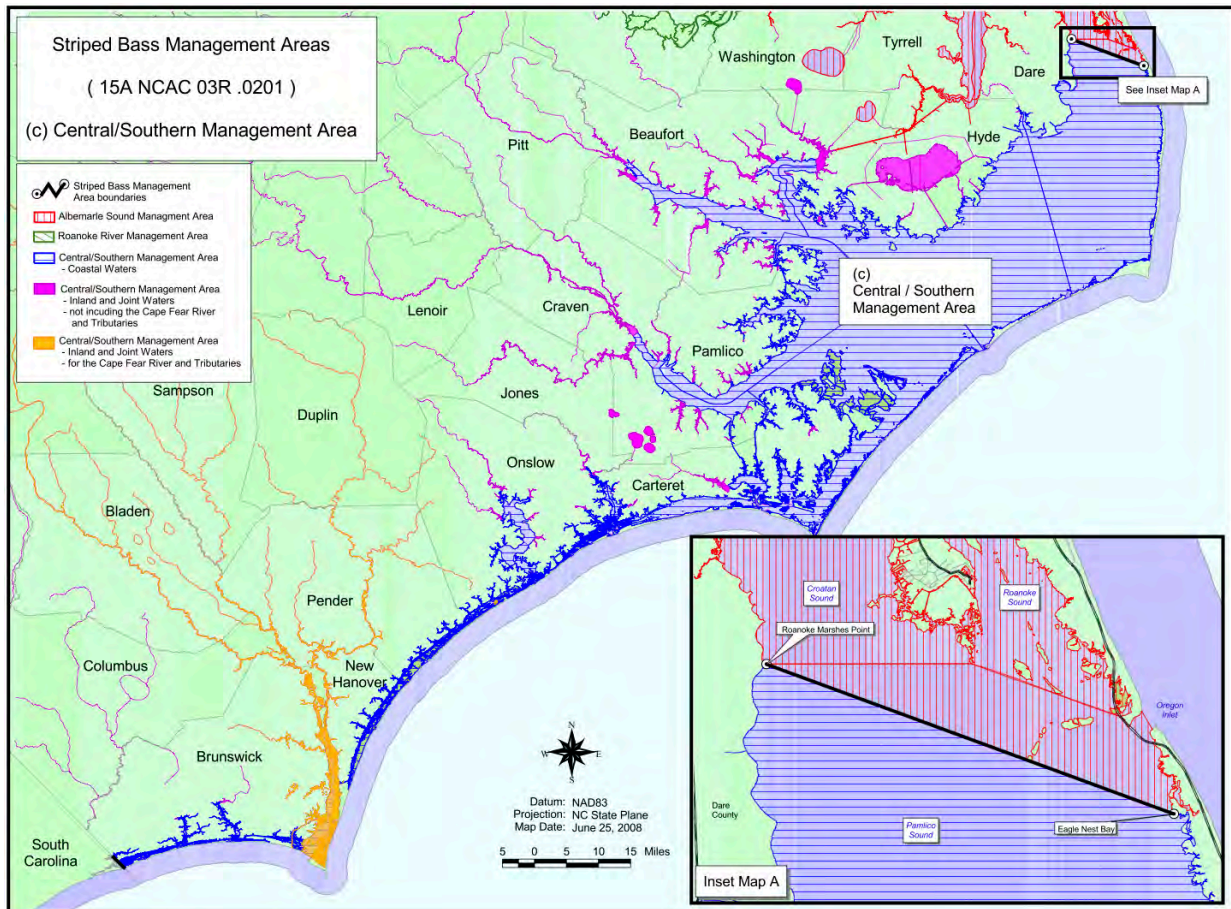 Striped Bass Management Areas
( 15A NCAC 03R .0201 )
(c) Central/Southern Management Area
Striped Bass Management
Area boundaries
Albemarle Sound Managment Area
Roanoke River Management Area
Central/Southern Management Area
- Coastal Waters
Central/Southern Management Area
- Inland and Joint Waters
- not incuding the Cape Fear River
and Tributaries
Central/Southern Management Area
- Inland and Joint Waters
- for the Cape Fear River and Tributaries
Washington
Tyrrell
Dare
See Inset Map A
Beaufort
Hyde
Pitt
(c)
Central / Southern
Management Area
Craven
Lenoir
Pamlico
Jones
Sampson
Duplin
Onslow
Carteret
Bladen
Pender
Columbus
New
Hanover
Brunswick
South
Carolina
N
W
E
S
Datum: NAD83
Projection: NC State Plane
Map Date: June 25, 2008
5 0 5 10 15 Miles
Croatan
Sound
Roanoke
Sound
Roanoke Marshes Point
Oregon
Inlet
Dare
County
Pamlico
Sound
Eagle Nest Bay
Inset Map A